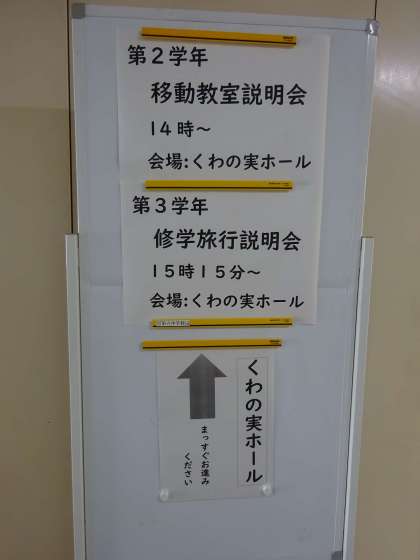 第２学年
移動教室説明会
１４時～
会場:くわの実ホール
第３学年
修学旅行説明会
１５時１５分～
会場:くわの実ホール
くわの実ホール
まっすぐお進み
ください